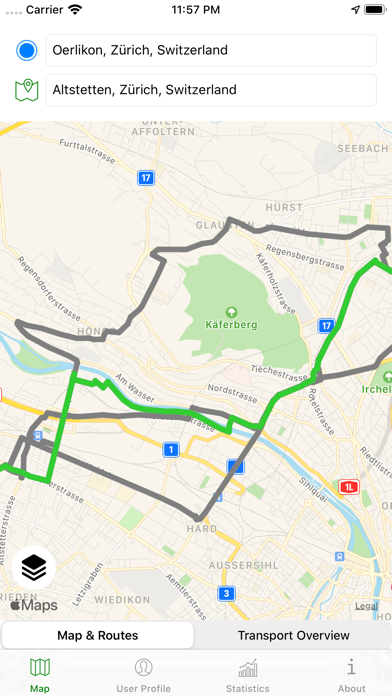 Carrier
11:57 PM
Oerlikon, Zürich, Switzerland
Altstetten, Zürich, Switzerland
UNTER-
AFFOLTERN
Furttalstrasse
SEEBACH
17
HÜRST
GLAUBTEN
Regensbergstrasse
Regensdorferstrasse
Käferholzstrasse
Käferberg
HÖNG
17
Tièchestrasse
Am Wasser
Nordstrasse
Irchel
Rötelstrasse
1
1L
Sihlquai
HARD
Altstetterstrasse
AUSSERSIHL
Letzigraben
Aemtlerstrasse
3
RIEDEN
WIEDIKON
Maps
Legal
Map & Routes
Transport Overview
Map
User Profile
Statistics
About